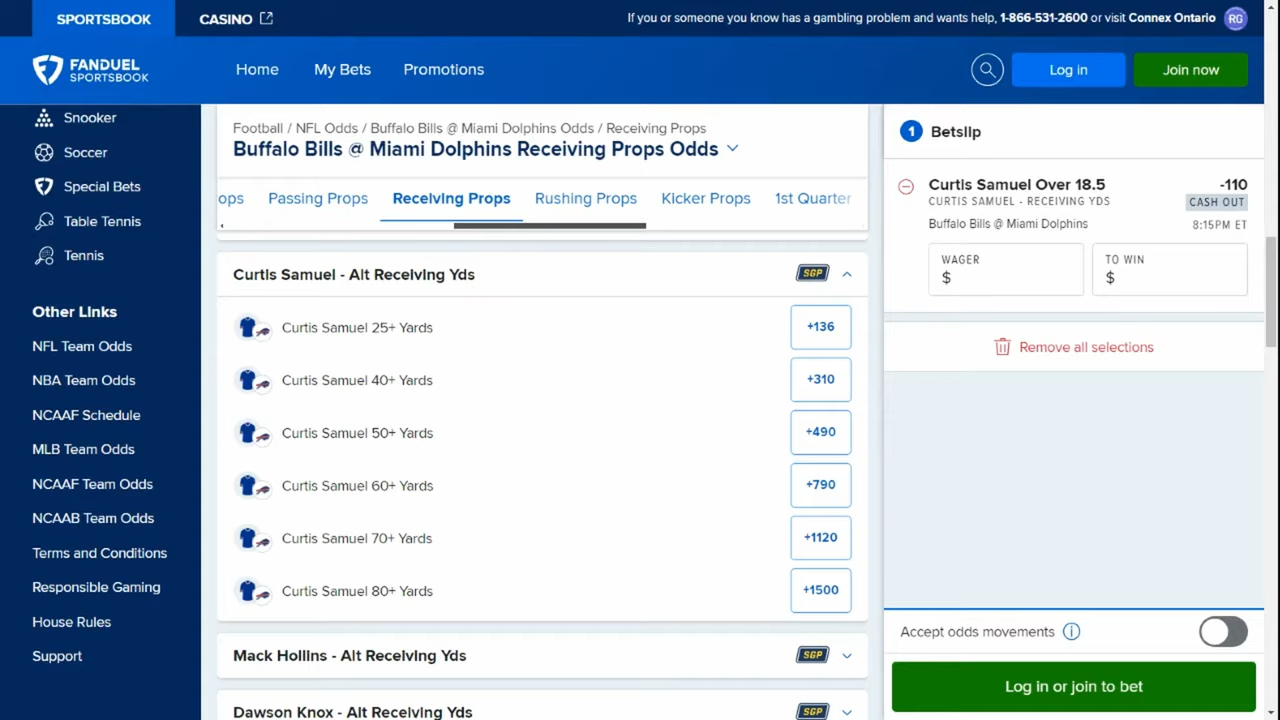 SPORTSBOOK
CASINO
If you or someone you know has a gambling problem and wants help, 1-866-531-2600 or visit Connex Ontario
RG
FANDUEL
SPORTSBOOK
Home
My Bets
Promotions
Log in
Join now
Snooker
Soccer
Special Bets
Table Tennis
Tennis
Other Links
NFL Team Odds
NBA Team Odds
NCAAF Schedule
MLB Team Odds
NCAAF Team Odds
NCAAB Team Odds
Terms and Conditions
Responsible Gaming
House Rules
Support
Football / NFL Odds / Buffalo Bills @ Miami Dolphins Odds / Receiving Props
Buffalo Bills @ Miami Dolphins Receiving Props Odds
ops
Passing Props
Receiving Props
Rushing Props
Kicker Props
1st Quarter
Curtis Samuel - Alt Receiving Yds
SGP
Curtis Samuel 25+ Yards
+136
Curtis Samuel 40+ Yards
+310
Curtis Samuel 50+ Yards
+490
Curtis Samuel 60+ Yards
+790
Curtis Samuel 70+ Yards
+1120
Curtis Samuel 80+ Yards
+1500
Mack Hollins - Alt Receiving Yds
SGP
Dawson Knox - Alt Receiving Yds
SGP
1 Betslip
Curtis Samuel Over 18.5
-110
CURTIS SAMUEL - RECEIVING YDS
CASH OUT
Buffalo Bills @ Miami Dolphins
8:15PM ET
WAGER
$
TO WIN
$
Remove all selections
Accept odds movements
Log in or join to bet